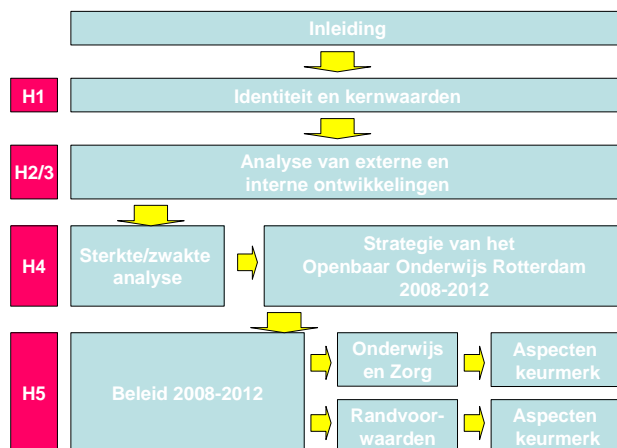 Inleiding
H1
Identiteit en kernwaarden
H2/3
Analyse van externe en
interne ontwikkelingen
H4
Sterkte/zwakte
analyse
Strategie van het
Openbaar Onderwijs Rotterdam
2008-2012
H5
Beleid 2008-2012
Onderwijs
en Zorg
Aspecten
keurmerk
Randvoor-
waarden
Aspecten
keurmerk